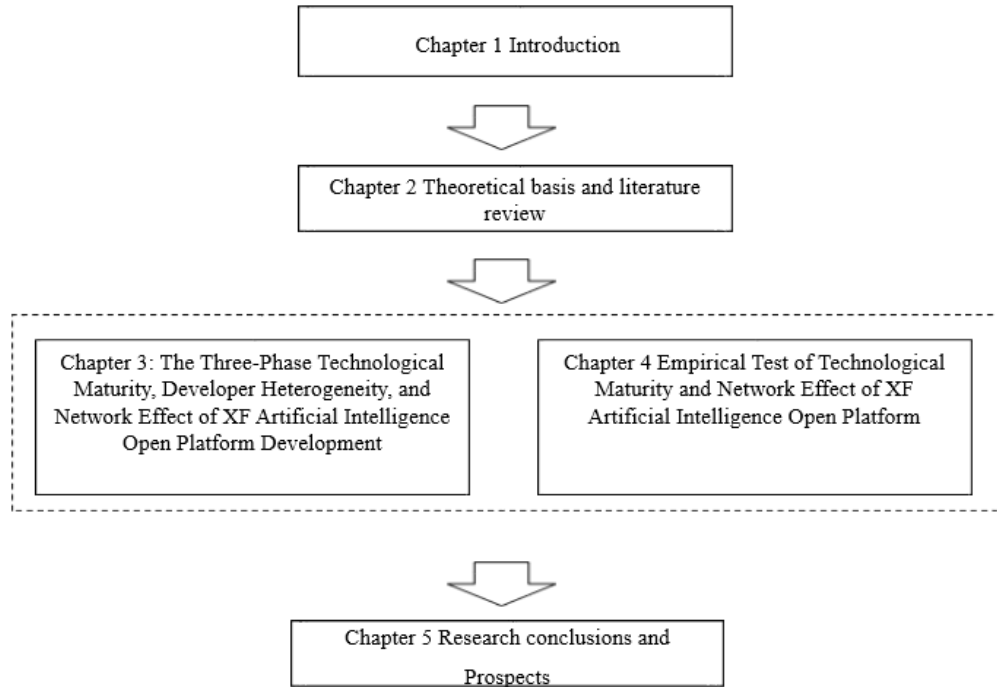 Chapter 1 Introduction
Chapter 2 Theoretical basis and literature
review
Chapter 3: The Three-Phase Technological
Maturity, Developer Heterogeneity, and
Network Effect of XF Artificial Intelligence
Open Platform Development
Chapter 4 Empirical Test of Technological
Maturity and Network Effect of XF
Artificial Intelligence Open Platform
Chapter 5 Research conclusions and
Prospects